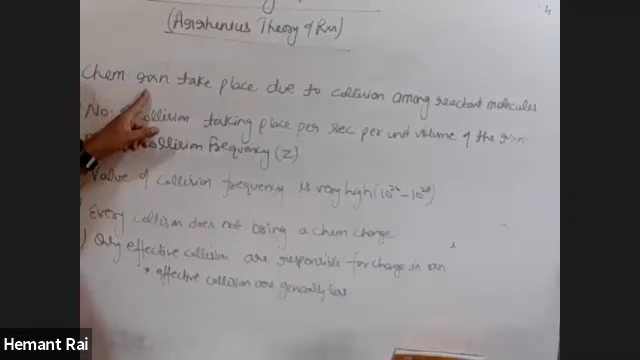 (Arrhenius Theory of Rxn)
Chem rxn take place due to collision among reactant molecules
No. of collision taking place per sec per unit volume of the rxn
collision frequency (Z)
Value of collision frequency is very high (10
Every collision does not bring a chem change
) Only effective collision are responsible for change in rxn
* effective collision are generally less
Hemant Rai